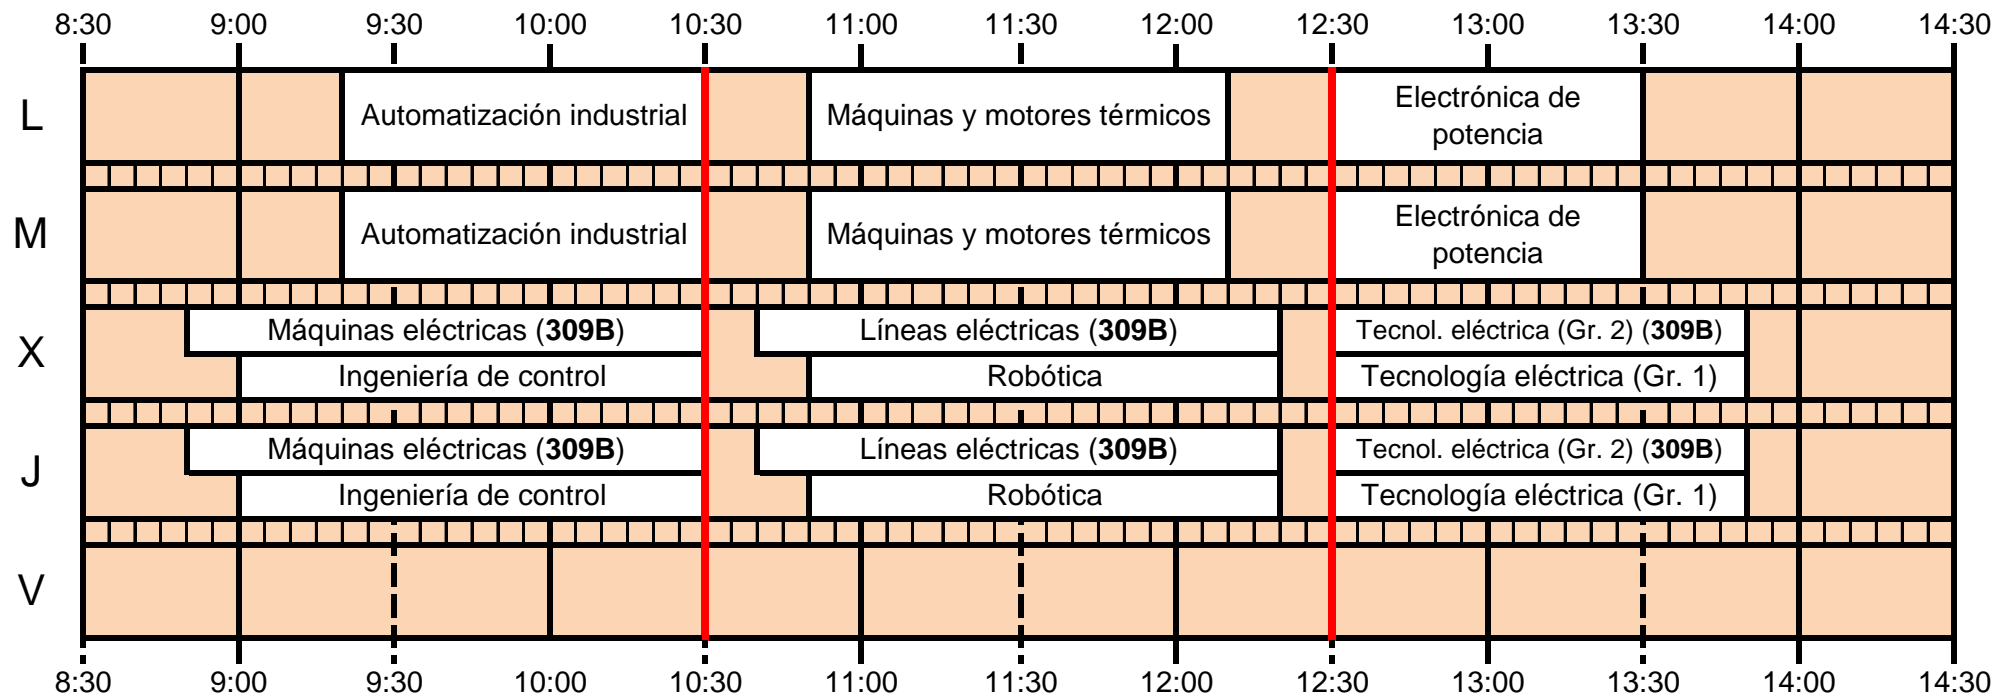 8:30 9:00 9:30 10:00 10:30 11:00 11:30 12:00 12:30 13:00 13:30 14:00 14:30
L
Automatización industrial
Máquinas y motores térmicos
Electrónica de
potencia
M
Automatización industrial
Máquinas y motores térmicos
Electrónica de
potencia
X
Máquinas eléctricas (309B)
Líneas eléctricas (309B)
Tecnol. eléctrica (Gr. 2) (309B)
Ingeniería de control
Robótica
Tecnología eléctrica (Gr. 1)
J
Máquinas eléctricas (309B)
Líneas eléctricas (309B)
Tecnol. eléctrica (Gr. 2) (309B)
Ingeniería de control
Robótica
Tecnología eléctrica (Gr. 1)
V
8:30 9:00 9:30 10:00 10:30 11:00 11:30 12:00 12:30 13:00 13:30 14:00 14:30